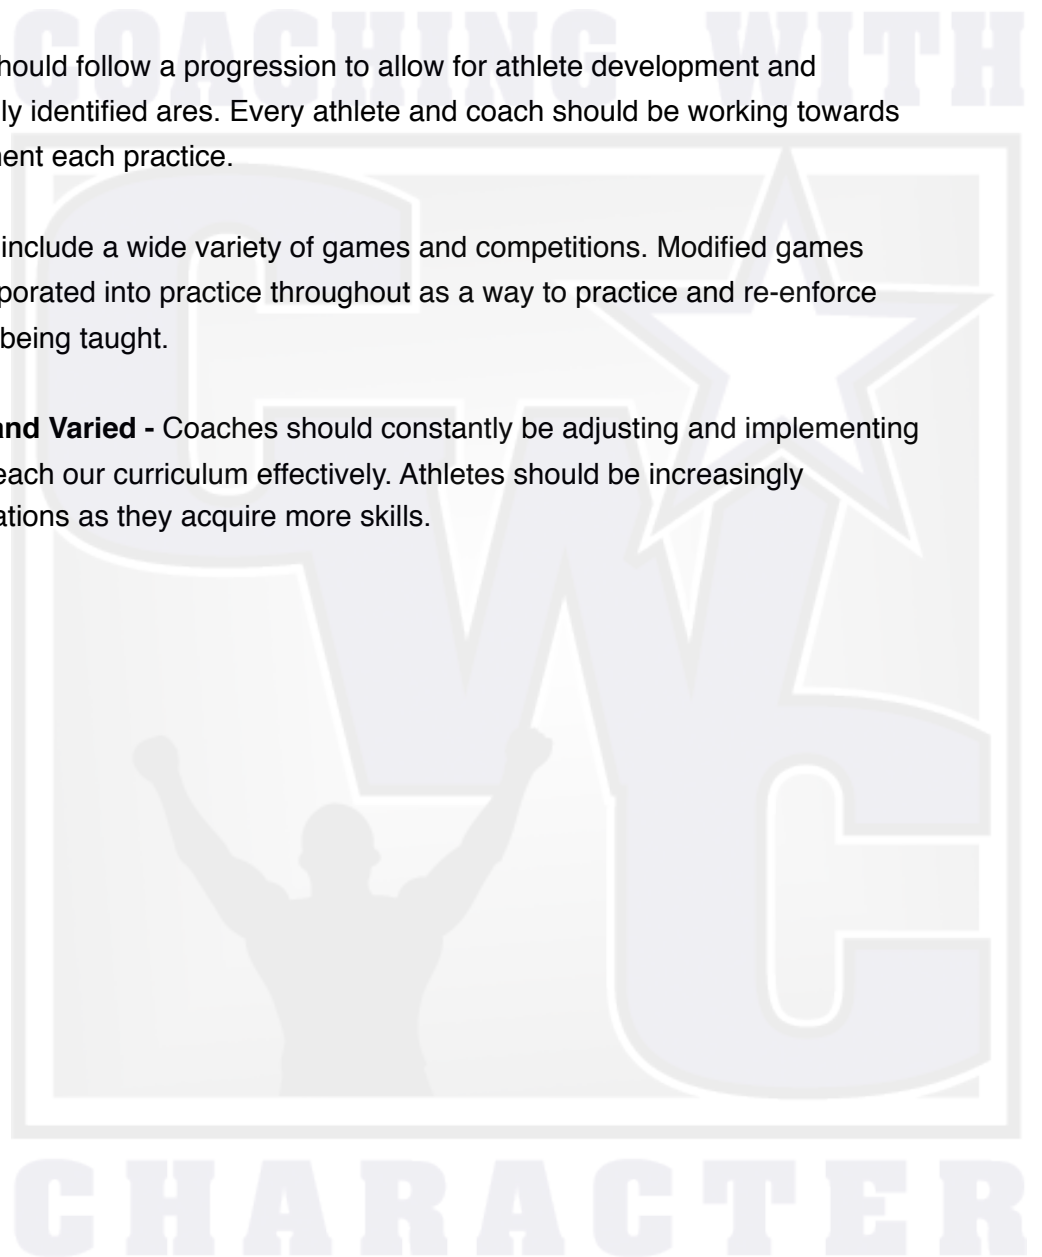 COACHING WITH
hould follow a progression to allow for athlete development and
ly identified ares. Every athlete and coach should be working towards
ent each practice.
include a wide variety of games and competitions. Modified games
porated into practice throughout as a way to practice and re-enforce
being taught.
and Varied - Coaches should constantly be adjusting and implementing
each our curriculum effectively. Athletes should be increasingly
ations as they acquire more skills.
CWC
CHARACTER